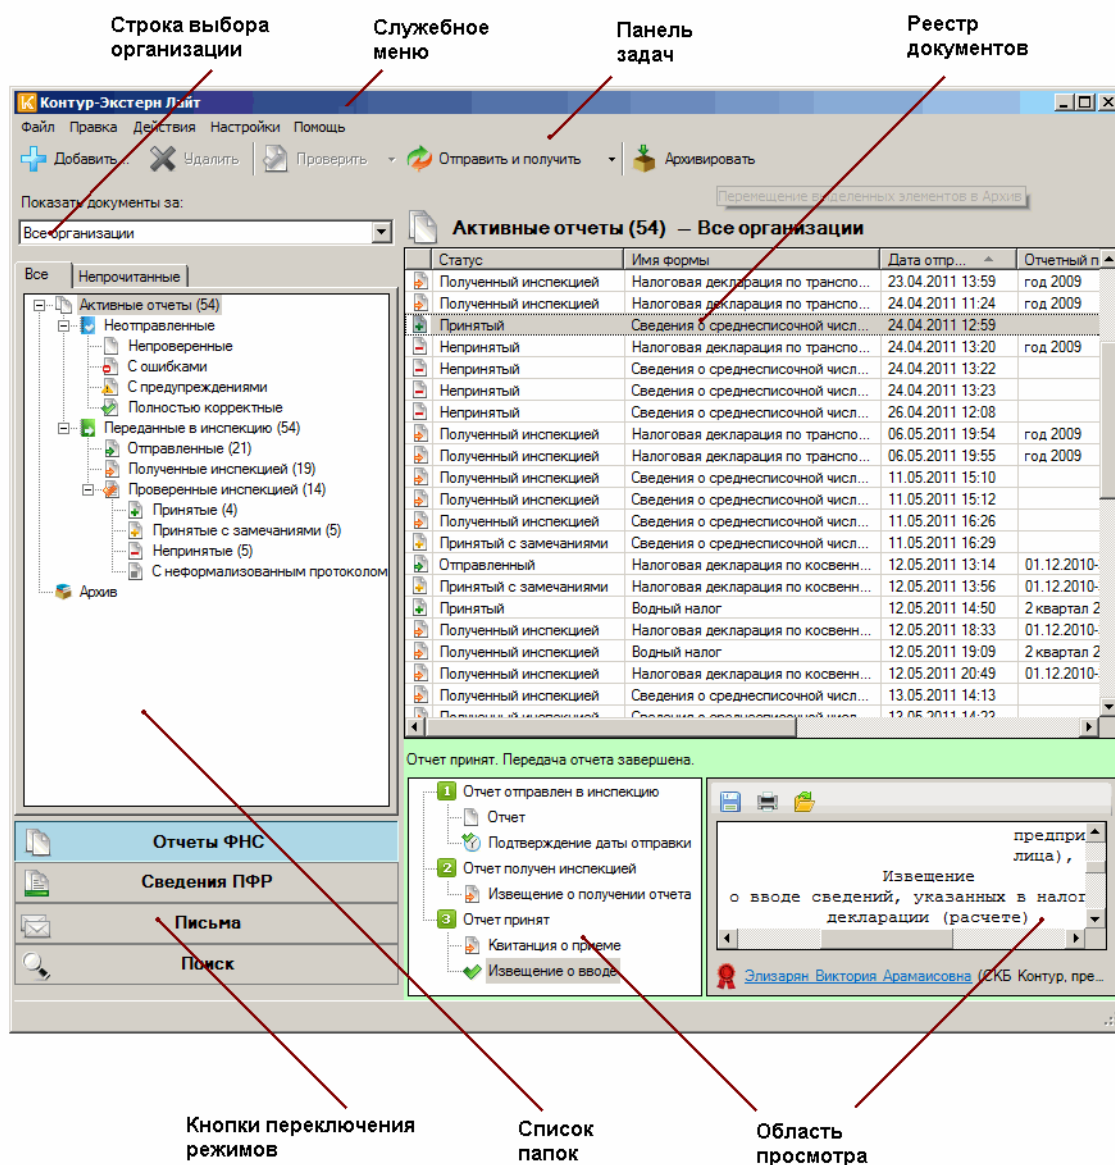 Строка выбора
организации
Служебное
меню
Панель
задач
Реестр
документов
Контур-Экстерн Лайт
Файл Правка Действия Настройки Помощь
Добавить... Удалить Проверить Отправить и получить Архивировать
Показать документы за:
Перемещение выделенных элементов в Архив
Все организации
Активные отчеты (54) – Все организации
Все Непрочитанные
Активные отчеты (54)
Неотправленные
Непроверенные
С ошибками
С предупреждениями
Полностью корректные
Переданные в инспекцию (54)
Отправленные (21)
Полученные инспекцией (19)
Проверенные инспекцией (14)
Принятые (4)
Принятые с замечаниями (5)
Непринятые (5)
С неформализованным протоколом
Архив
Статус Имя формы Дата отпр... Отчетный п
Полученный инспекцией Налоговая декларация по транспо... 23.04.2011 13:59 год 2009
Полученный инспекцией Налоговая декларация по транспо... 24.04.2011 11:24 год 2009
Принятый Сведения о среднесписочной числ... 24.04.2011 12:59
Непринятый Налоговая декларация по транспо... 24.04.2011 13:20 год 2009
Непринятый Сведения о среднесписочной числ... 24.04.2011 13:22
Непринятый Сведения о среднесписочной числ... 24.04.2011 13:23
Непринятый Сведения о среднесписочной числ... 26.04.2011 12:08
Полученный инспекцией Налоговая декларация по транспо... 06.05.2011 19:54 год 2009
Полученный инспекцией Налоговая декларация по транспо... 06.05.2011 19:55 год 2009
Полученный инспекцией Сведения о среднесписочной числ... 11.05.2011 15:10
Полученный инспекцией Сведения о среднесписочной числ... 11.05.2011 15:12
Полученный инспекцией Сведения о среднесписочной числ... 11.05.2011 16:26
Принятый с замечаниями Сведения о среднесписочной числ... 11.05.2011 16:29
Отправленный Налоговая декларация по косвенн... 12.05.2011 13:14 01.12.2010-
Принятый с замечаниями Налоговая декларация по косвенн... 12.05.2011 13:56 01.12.2010-
Принятый Водный налог 12.05.2011 14:50 2 квартал 2
Полученный инспекцией Налоговая декларация по косвенн... 12.05.2011 18:33 01.12.2010-
Полученный инспекцией Водный налог 12.05.2011 19:09 2 квартал 2
Полученный инспекцией Налоговая декларация по косвенн... 12.05.2011 20:49 01.12.2010-
Полученный инспекцией Сведения о среднесписочной числ... 13.05.2011 14:13
Полученный инспекцией Сведения о среднесписочной числ... 13.05.2011 14:23
Отчет принят. Передача отчета завершена.
1 Отчет отправлен в инспекцию
Отчет
Подтверждение даты отправки
2 Отчет получен инспекцией
Извещение о получении отчета
3 Отчет принят
Квитанция о приеме
Извещение о вводе
предпри
лица),
Извещение
о вводе сведений, указанных в налог
декларации (расчете)
Элизарян Виктория Арамаисовна (СКБ Контур, пре...
Отчеты ФНС
Сведения ПФР
Письма
Поиск
Кнопки переключения
режимов
Список
папок
Область
просмотра